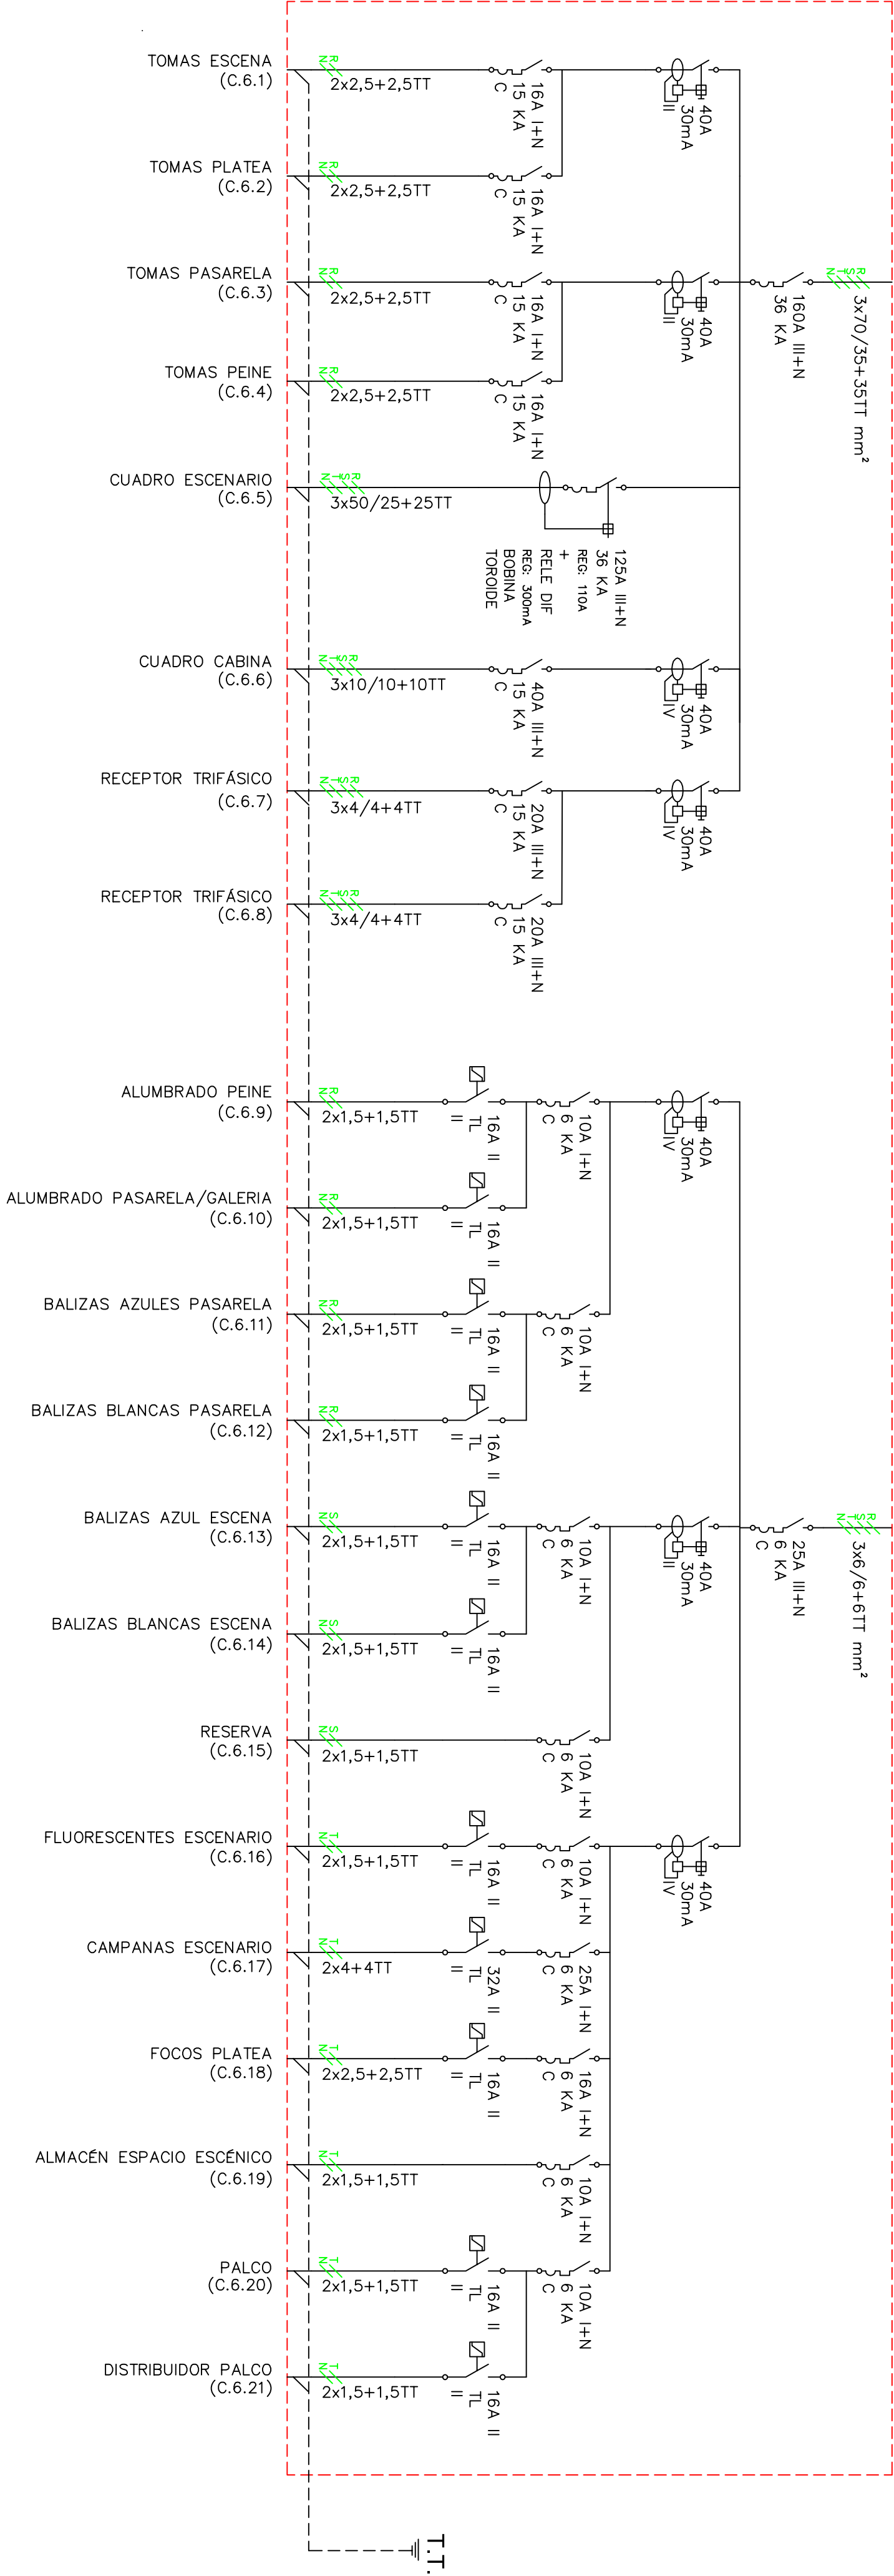 3x70/35+35TT mm²
R
S
T
N
160A III+N
36 KA
40A
30mA
II
16A I+N
15 KA
C
R
N
2x2,5+2,5TT
TOMAS ESCENA
(C.6.1)
16A I+N
15 KA
C
R
N
2x2,5+2,5TT
TOMAS PLATEA
(C.6.2)
40A
30mA
II
16A I+N
15 KA
C
R
N
2x2,5+2,5TT
TOMAS PASARELA
(C.6.3)
16A I+N
15 KA
C
R
N
2x2,5+2,5TT
TOMAS PEINE
(C.6.4)
125A III+N
36 KA
REG: 110A
+
RELE DIF
REG: 300mA
BOBINA
TOROIDE
R
S
T
N
3x50/25+25TT
CUADRO ESCENARIO
(C.6.5)
40A
30mA
IV
40A III+N
15 KA
C
R
S
T
N
3x10/10+10TT
CUADRO CABINA
(C.6.6)
40A
30mA
IV
20A III+N
15 KA
C
R
S
T
N
3x4/4+4TT
RECEPTOR TRIFÁSICO
(C.6.7)
20A III+N
15 KA
C
R
S
T
N
3x4/4+4TT
RECEPTOR TRIFÁSICO
(C.6.8)
3x6/6+6TT mm²
R
S
T
N
25A III+N
6 KA
C
40A
30mA
IV
10A I+N
6 KA
C
16A II
TL
II
R
N
2x1,5+1,5TT
ALUMBRADO PEINE
(C.6.9)
16A II
TL
II
R
N
2x1,5+1,5TT
ALUMBRADO PASARELA/GALERIA
(C.6.10)
10A I+N
6 KA
C
16A II
TL
II
R
N
2x1,5+1,5TT
BALIZAS AZULES PASARELA
(C.6.11)
16A II
TL
II
R
N
2x1,5+1,5TT
BALIZAS BLANCAS PASARELA
(C.6.12)
40A
30mA
II
10A I+N
6 KA
C
16A II
TL
II
S
N
2x1,5+1,5TT
BALIZAS AZUL ESCENA
(C.6.13)
16A II
TL
II
S
N
2x1,5+1,5TT
BALIZAS BLANCAS ESCENA
(C.6.14)
10A I+N
6 KA
C
S
N
2x1,5+1,5TT
RESERVA
(C.6.15)
40A
30mA
IV
10A I+N
6 KA
C
16A II
TL
II
T
N
2x1,5+1,5TT
FLUORESCENTES ESCENARIO
(C.6.16)
25A I+N
6 KA
C
32A II
TL
II
T
N
2x4+4TT
CAMPANAS ESCENARIO
(C.6.17)
16A I+N
6 KA
C
16A II
TL
II
T
N
2x2,5+2,5TT
FOCOS PLATEA
(C.6.18)
10A I+N
6 KA
C
T
N
2x1,5+1,5TT
ALMACÉN ESPACIO ESCÉNICO
(C.6.19)
10A I+N
6 KA
C
16A II
TL
II
T
N
2x1,5+1,5TT
PALCO
(C.6.20)
16A II
TL
II
T
N
2x1,5+1,5TT
DISTRIBUIDOR PALCO
(C.6.21)
T.T.